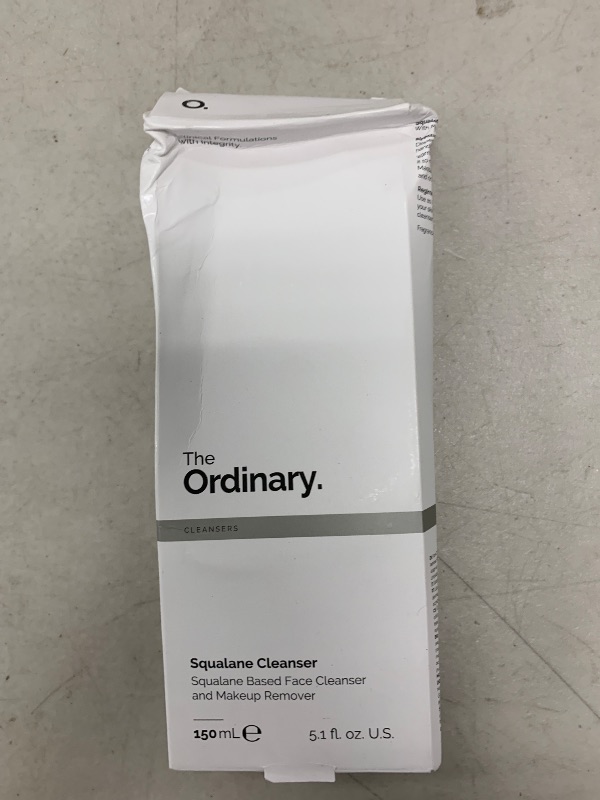 O.
Clinical Formulations
with Integrity.
The
Ordinary.
CLEANSERS
Squalane Cleanser
Squalane Based Face Cleanser
and Makeup Remover
150 mL ℮ 5.1 fl. oz. U.S.